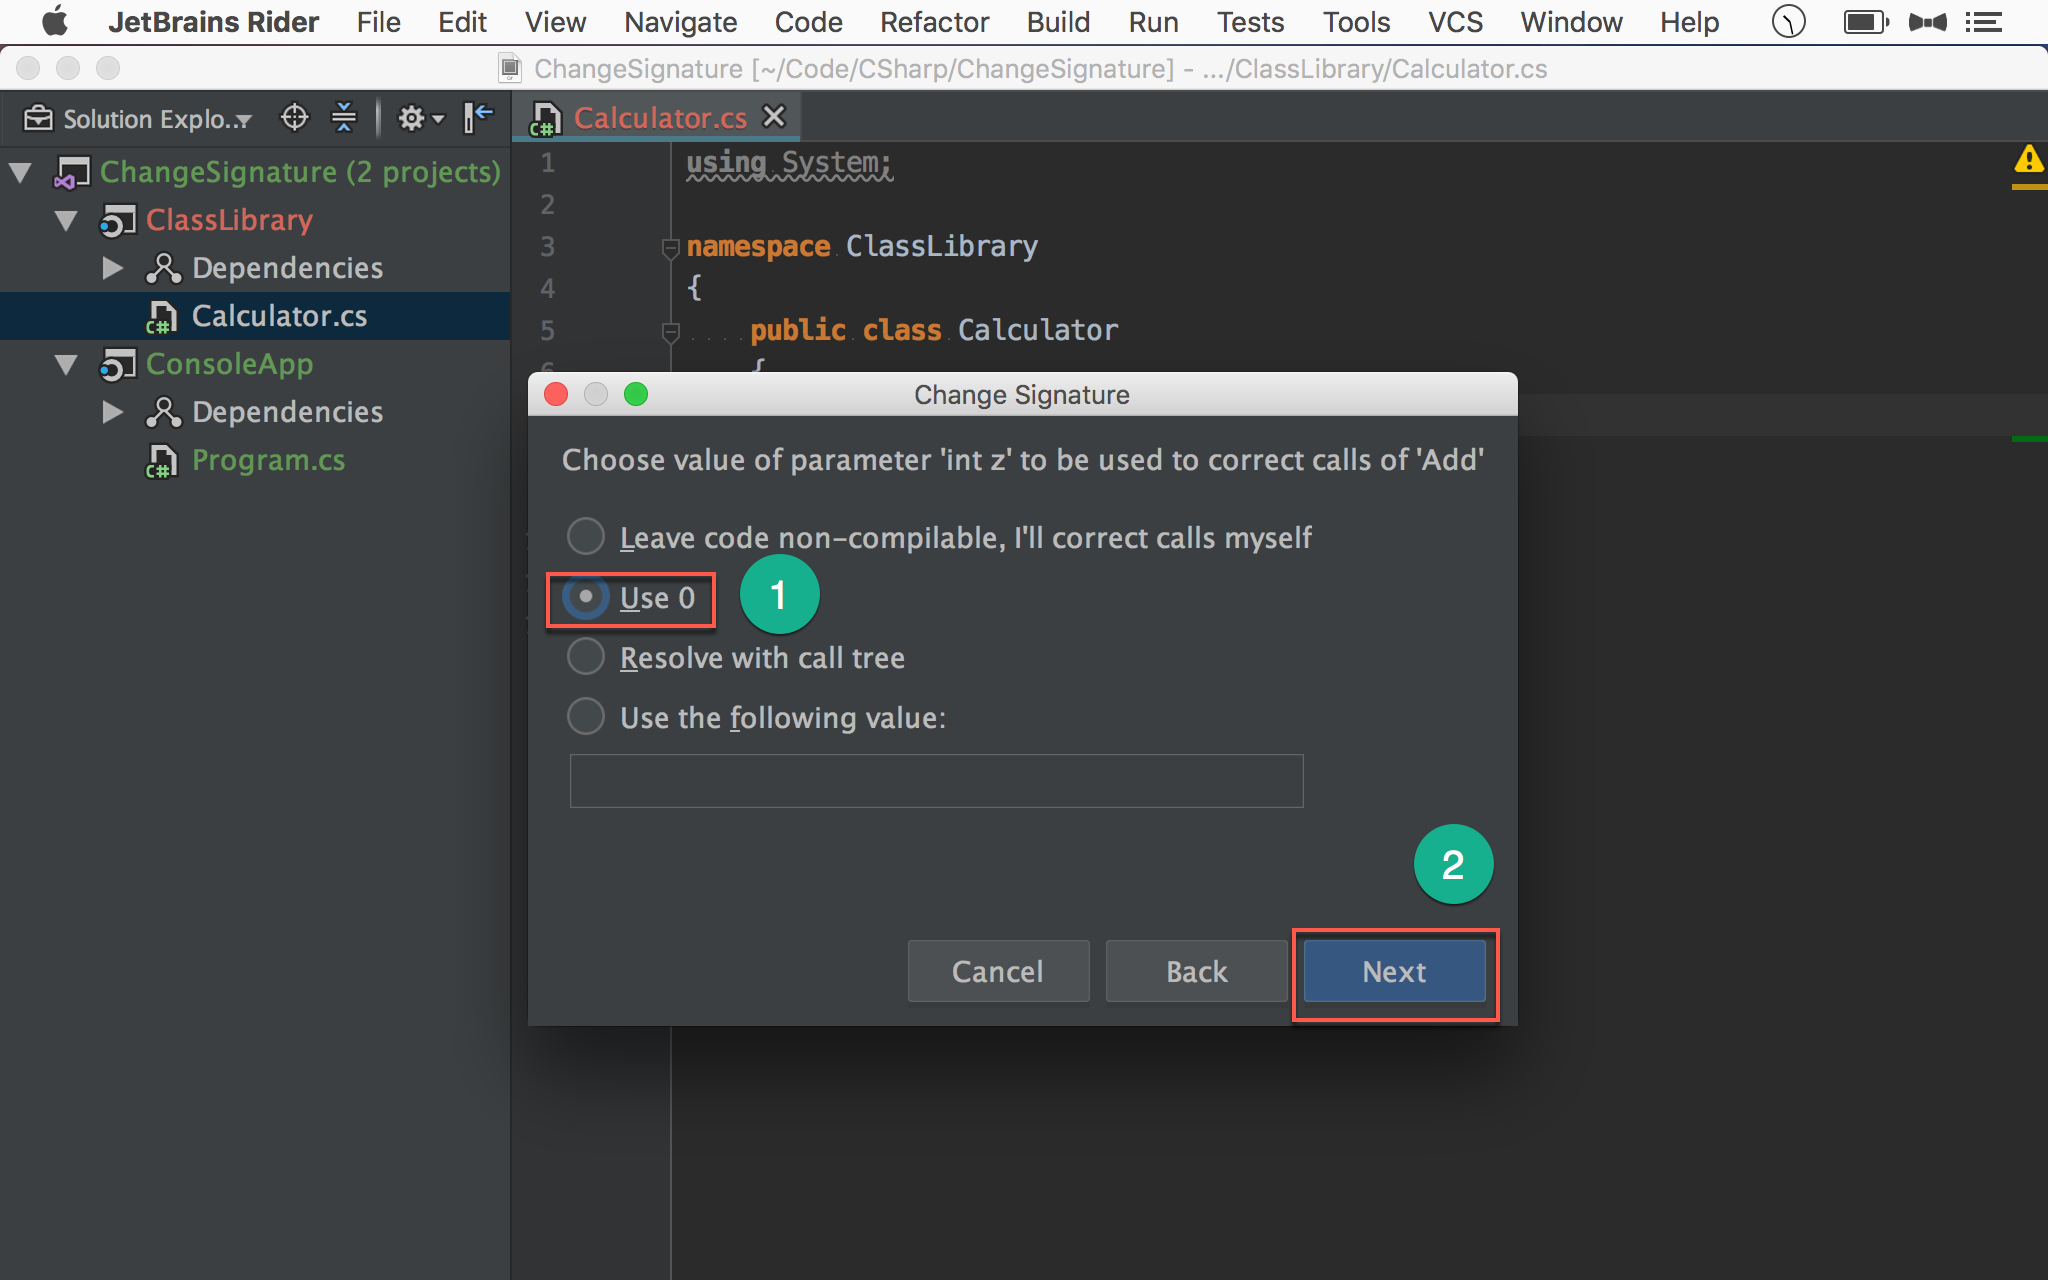 JetBrains Rider File Edit View Navigate Code Refactor Build Run Tests Tools VCS Window Help
ChangeSignature [~/Code/CSharp/ChangeSignature] - .../ClassLibrary/Calculator.cs
Solution Explo...
Calculator.cs
ChangeSignature (2 projects)
ClassLibrary
Dependencies
C# Calculator.cs
ConsoleApp
Dependencies
C# Program.cs
1 using System;
2
3 namespace ClassLibrary
4 {
5 public class Calculator
6 {
Change Signature
Choose value of parameter 'int z' to be used to correct calls of 'Add'
Leave code non-compilable, I'll correct calls myself
Use 0
1
Resolve with call tree
Use the following value:
2
Cancel Back Next